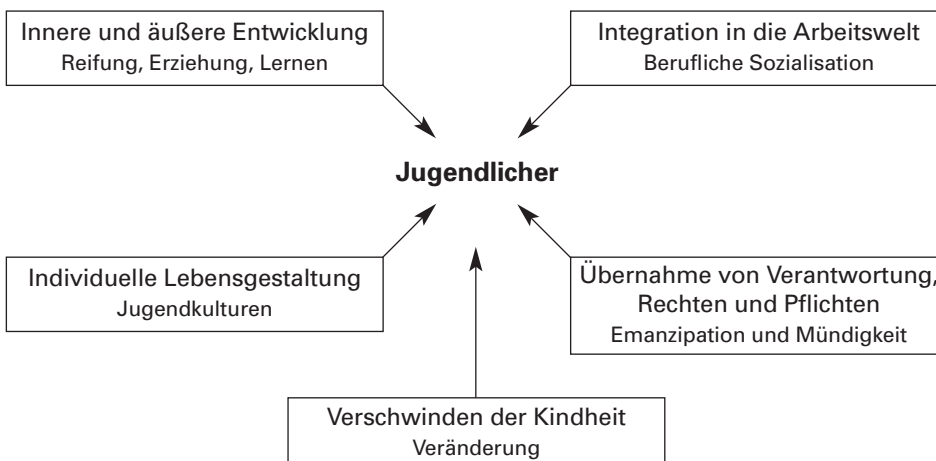 Innere und äußere Entwicklung
Reifung, Erziehung, Lernen
Integration in die Arbeitswelt
Berufliche Sozialisation
Jugendlicher
Individuelle Lebensgestaltung
Jugendkulturen
Übernahme von Verantwortung,
Rechten und Pflichten
Emanzipation und Mündigkeit
Verschwinden der Kindheit
Veränderung